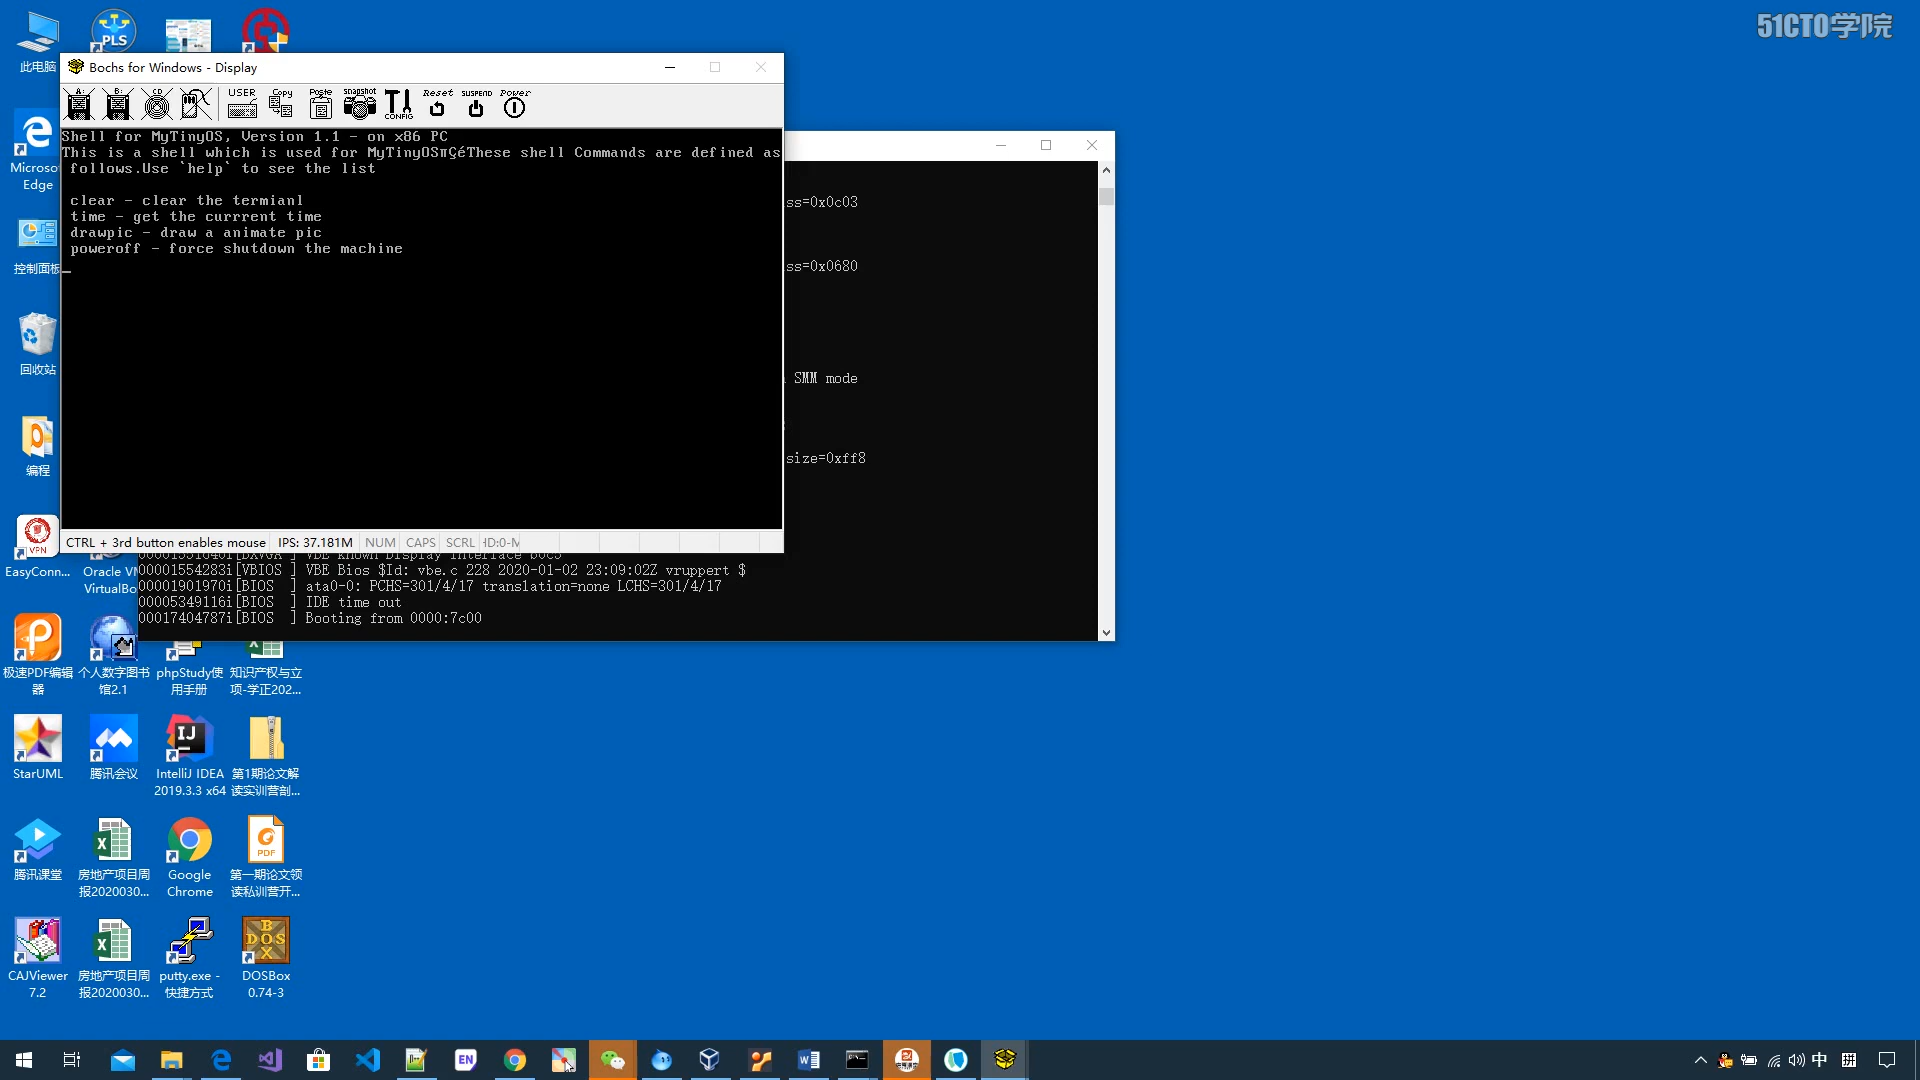 51CTO学院
此电脑
PLS
Bochs for Windows - Display
A:
B:
CD
USER
Copy
Paste
snapshot
CONFIG
Reset
SUSPEND
Power
Shell for MyTinyOS, Version 1.1 - on x86 PC
This is a shell which is used for MyTinyOS╥ÇéThese shell Commands are defined as
follows.Use `help` to see the list
clear - clear the termianl
time - get the currrent time
drawpic - draw a animate pic
poweroff - force shutdown the machine
CTRL + 3rd button enables mouse
IPS: 37.181M
NUM
CAPS
SCRL
ss=0x0c03
ss=0x0680
SMM mode
size=0xff8
00001554283i[VBIOS ] VBE Bios $Id: vbe.c 228 2020-01-02 23:09:02Z vruppert $
00001901970i[BIOS  ] ata0-0: PCHS=301/4/17 translation=none LCHS=301/4/17
00005349116i[BIOS  ] IDE time out
00017404787i[BIOS  ] Booting from 0000:7c00
Microso
Edge
控制面板
回收站
编程
VPN
EasyConn...
Oracle VM
VirtualBo
极速PDF编辑
器
个人数字图书
馆2.1
phpStudy使
用手册
知识产权与立
项-学正202...
StarUML
腾讯会议
IntelliJ IDEA
2019.3.3 x64
第1期论文解
读实训营剖...
腾讯课堂
房地产项目周
报2020030...
Google
Chrome
第一期论文领
读私训营开...
CAJViewer
7.2
房地产项目周
报2020030...
putty.exe -
快捷方式
DOSBox
0.74-3
IJ
PDF
EN
中
拼